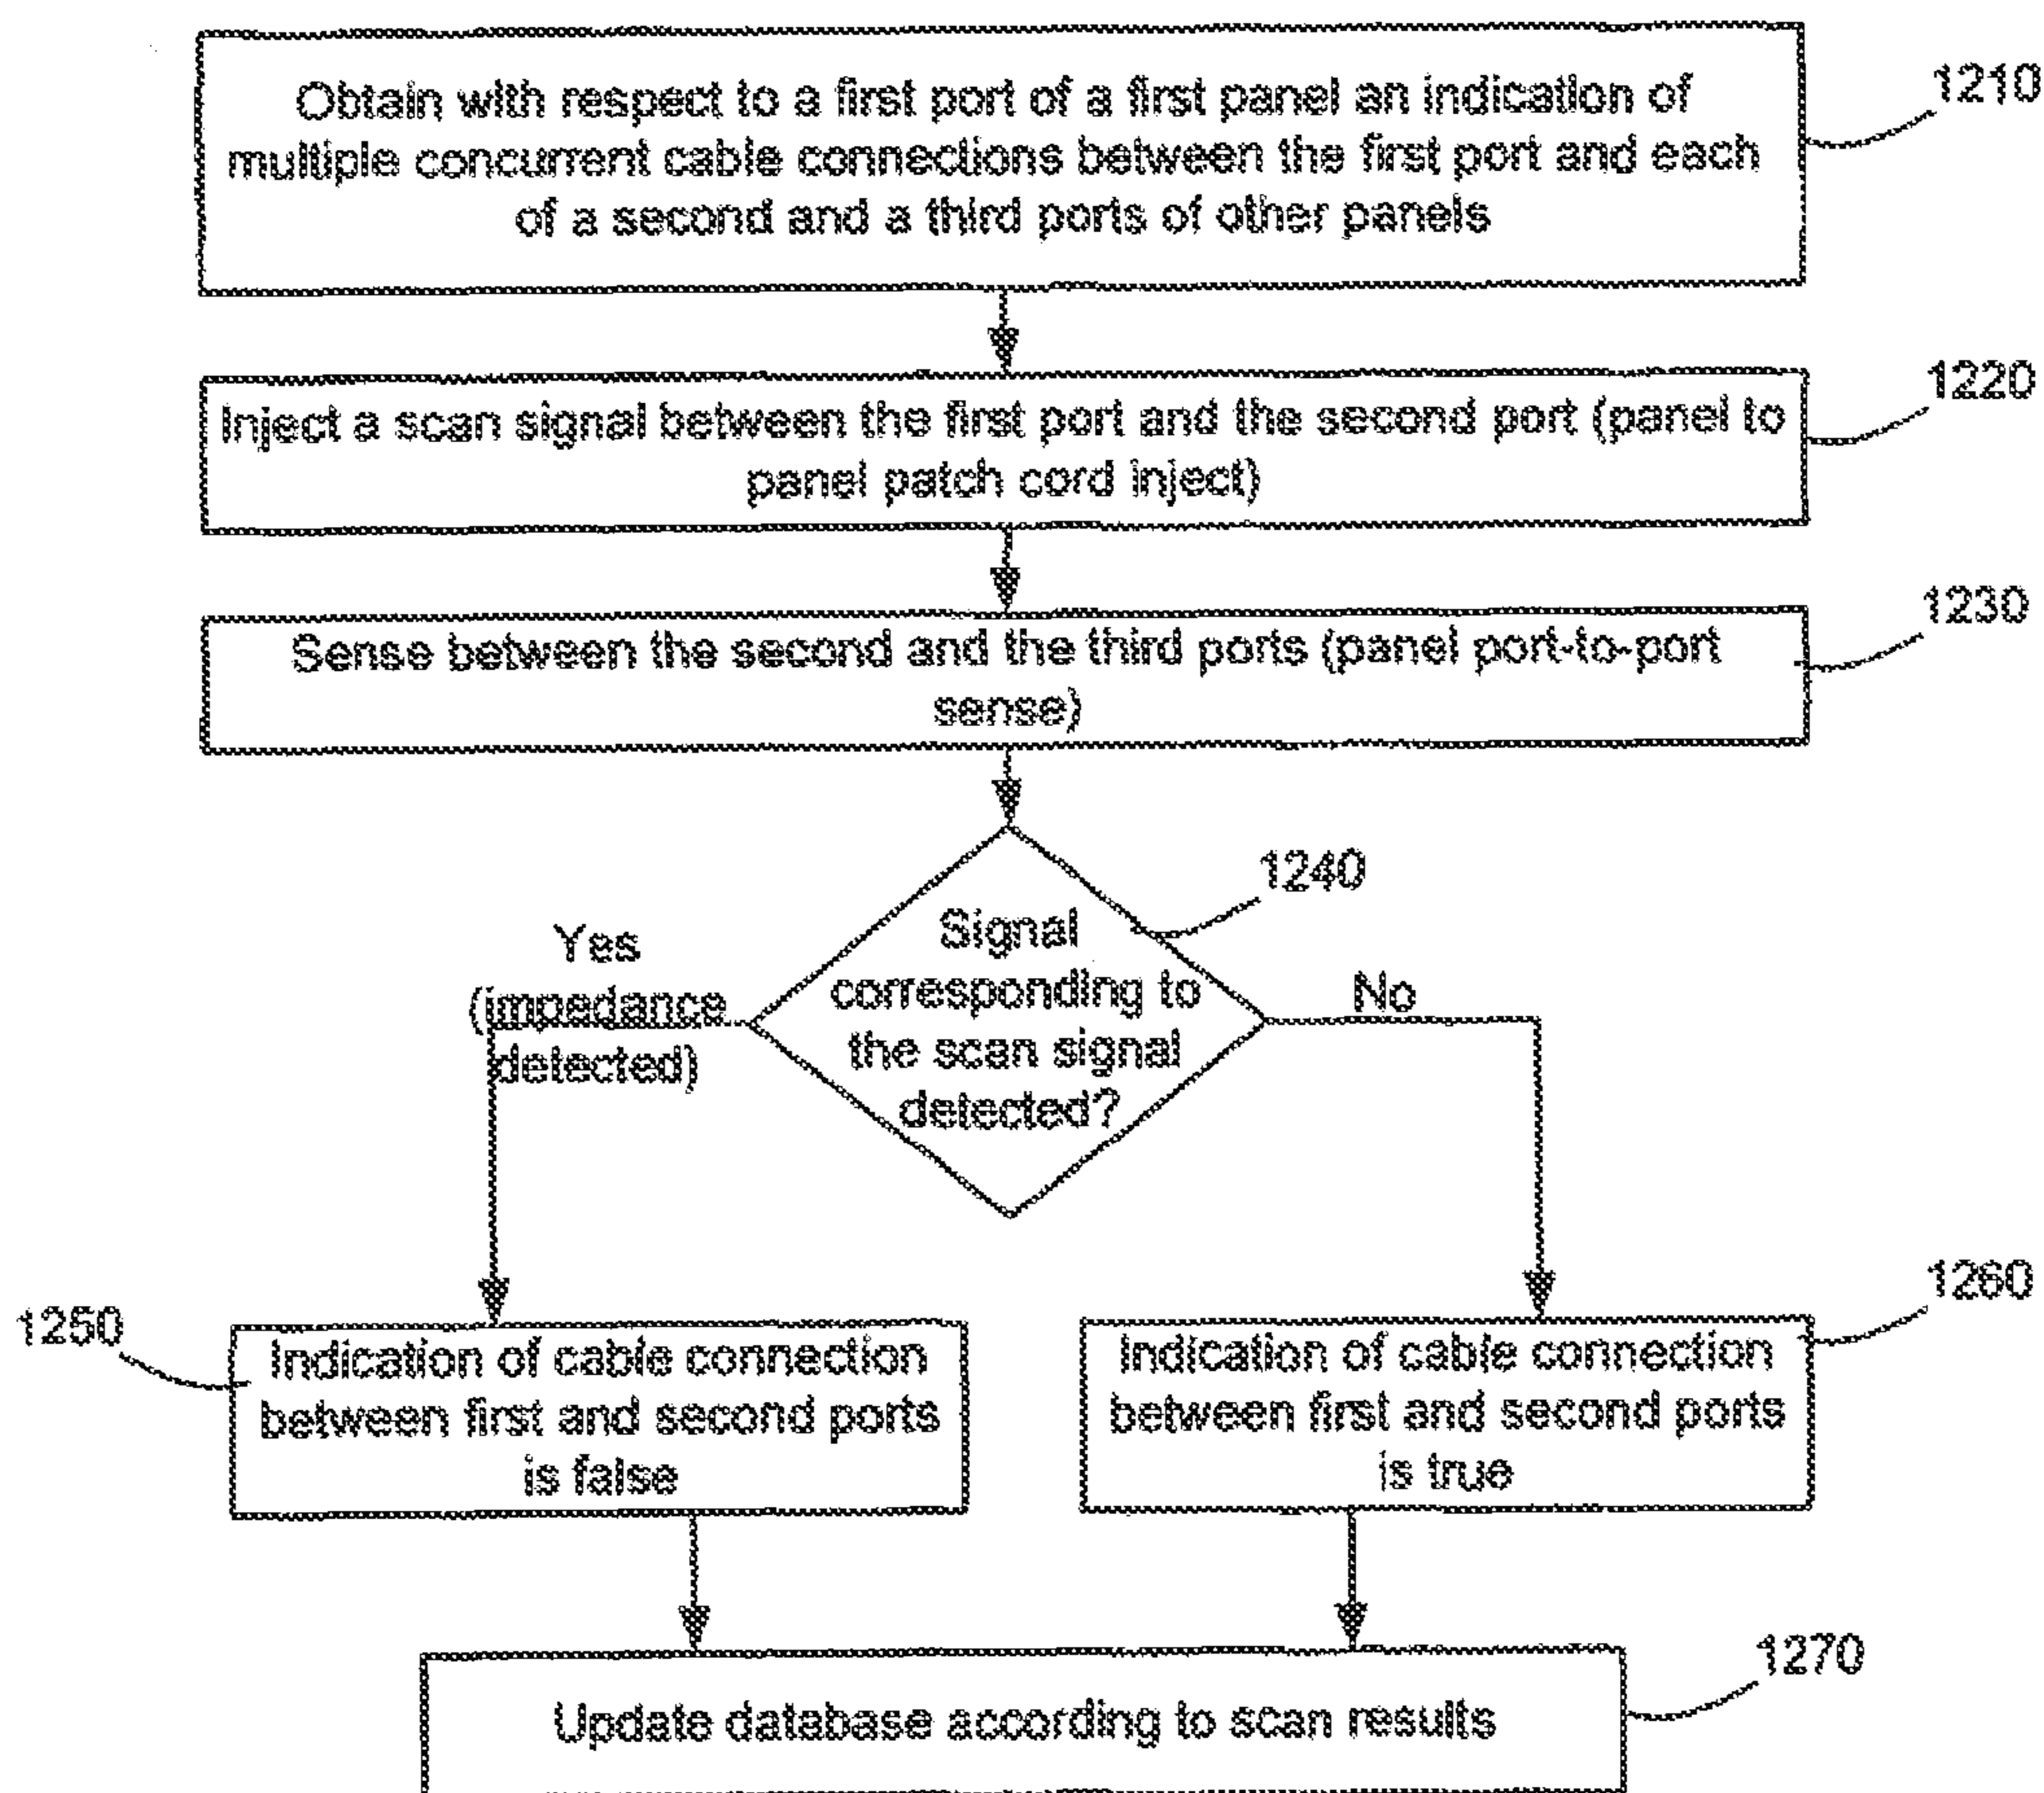 Obtain with respect to a first port of a first panel an indication of
multiple concurrent cable connections between the first port and each
of a second and a third ports of other panels
1210
Inject a scan signal between the first port and the second port (panel to
panel patch cord inject)
1220
Sense between the second and the third ports (panel port-to-port
sense)
1230
Signal
corresponding to
the scan signal
detected?
1240
Yes
(impedance
detected)
No
1250
Indication of cable connection
between first and second ports
is false
Indication of cable connection
between first and second ports
is true
1260
Update database according to scan results
1270